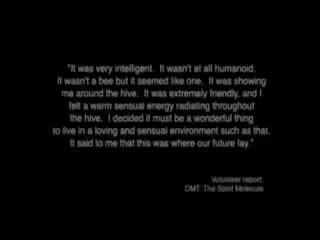 "It was very intelligent. It wasn't at all humanoid.
It wasn't a bee but it seemed like one. It was showing
me around the hive. It was extremely friendly, and I
felt a warm sensual energy radiating throughout
the hive. I decided it must be a wonderful thing
to live in a loving and sensual environment such as that.
It said to me that this was where our future lay."
Volunteer report:
DMT: The Spirit Molecule